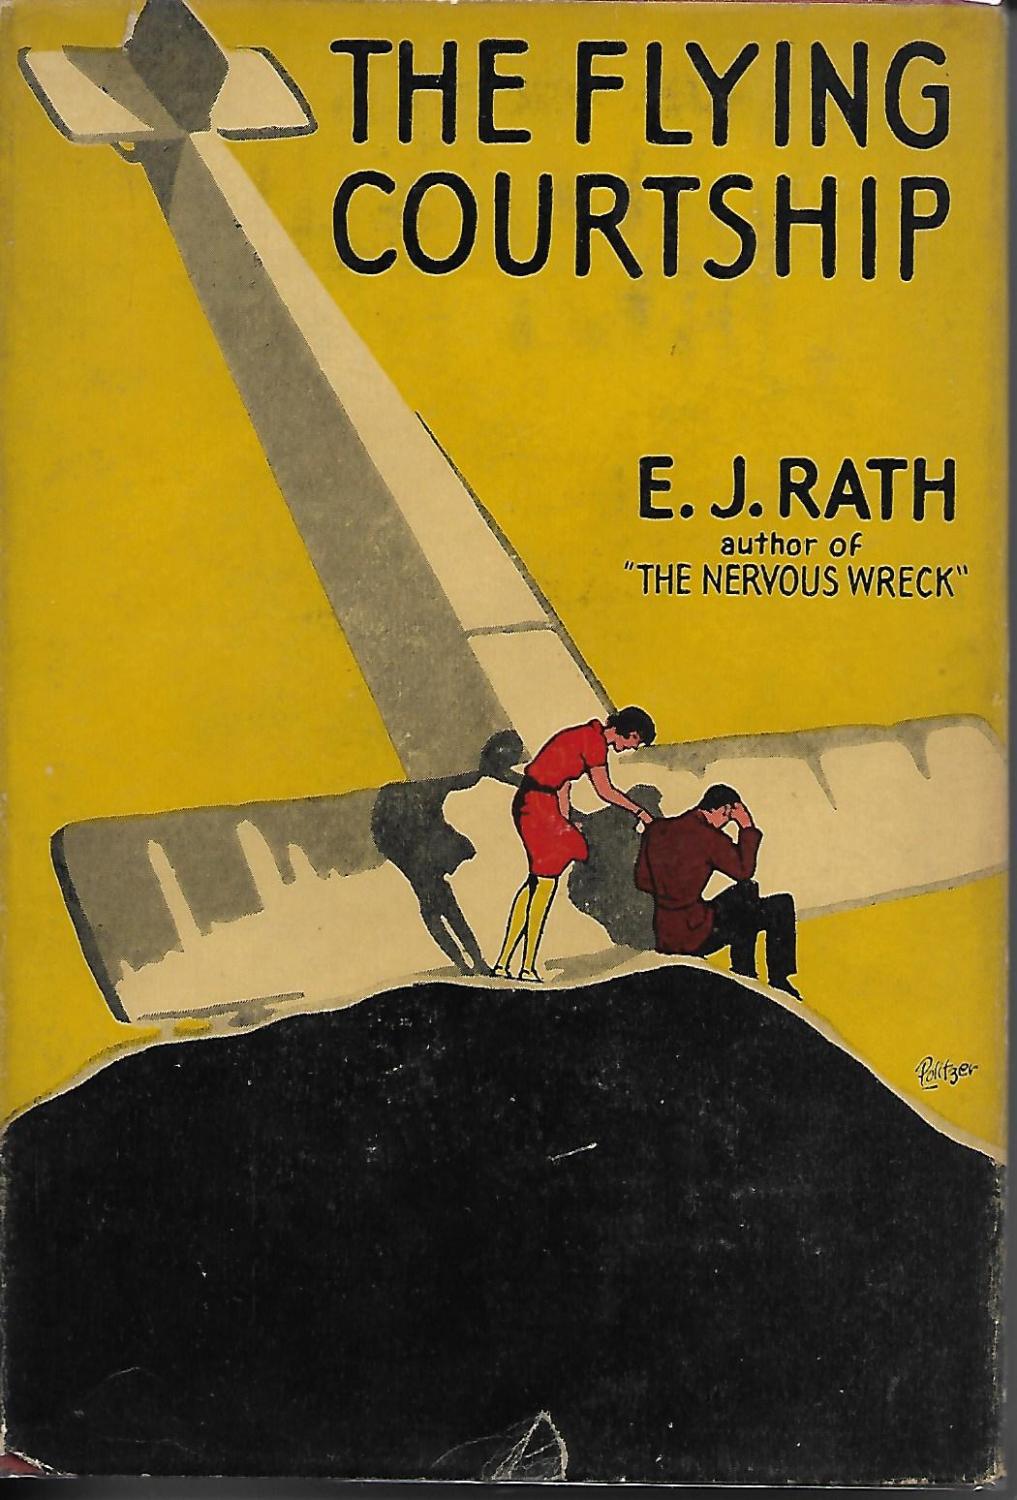 THE FLYING
COURTSHIP
E. J. RATH
author of
"THE NERVOUS WRECK"
Politzer